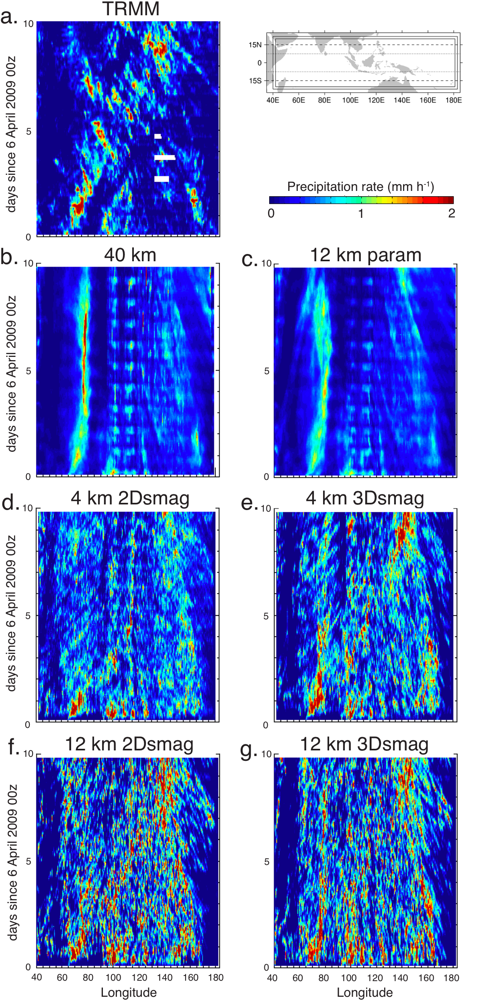 a.
TRMM
10
5
0
days since 6 April 2009 00z
15N
0
15S
40E 60E 80E 100E 120E 140E 160E 180E
Precipitation rate (mm h-1)
0 1 2
b.
40 km
10
5
0
days since 6 April 2009 00z
c.
12 km param
10
5
0
d.
4 km 2Dsmag
10
5
0
days since 6 April 2009 00z
e.
4 km 3Dsmag
10
5
0
f.
12 km 2Dsmag
10
5
0
days since 6 April 2009 00z
40 60 80 100 120 140 160 180
Longitude
g.
12 km 3Dsmag
10
5
0
40 60 80 100 120 140 160 180
Longitude